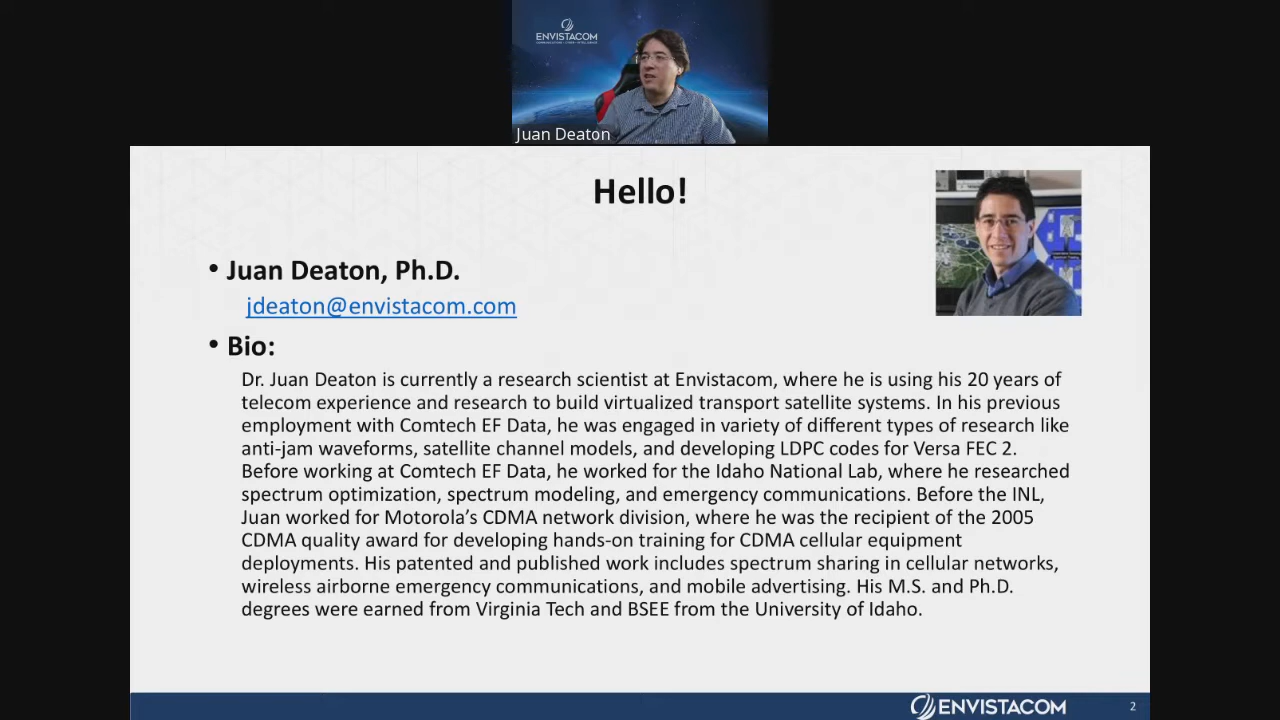 ENVISTACOM
Juan Deaton
Hello!
• Juan Deaton, Ph.D.
jdeaton@envistacom.com
• Bio:
Dr. Juan Deaton is currently a research scientist at Envistacom, where he is using his 20 years of
telecom experience and research to build virtualized transport satellite systems. In his previous
employment with Comtech EF Data, he was engaged in variety of different types of research like
anti-jam waveforms, satellite channel models, and developing LDPC codes for Versa FEC 2.
Before working at Comtech EF Data, he worked for the Idaho National Lab, where he researched
spectrum optimization, spectrum modeling, and emergency communications. Before the INL,
Juan worked for Motorola’s CDMA network division, where he was the recipient of the 2005
CDMA quality award for developing hands-on training for CDMA cellular equipment
deployments. His patented and published work includes spectrum sharing in cellular networks,
wireless airborne emergency communications, and mobile advertising. His M.S. and Ph.D.
degrees were earned from Virginia Tech and BSEE from the University of Idaho.
ENVISTACOM
2